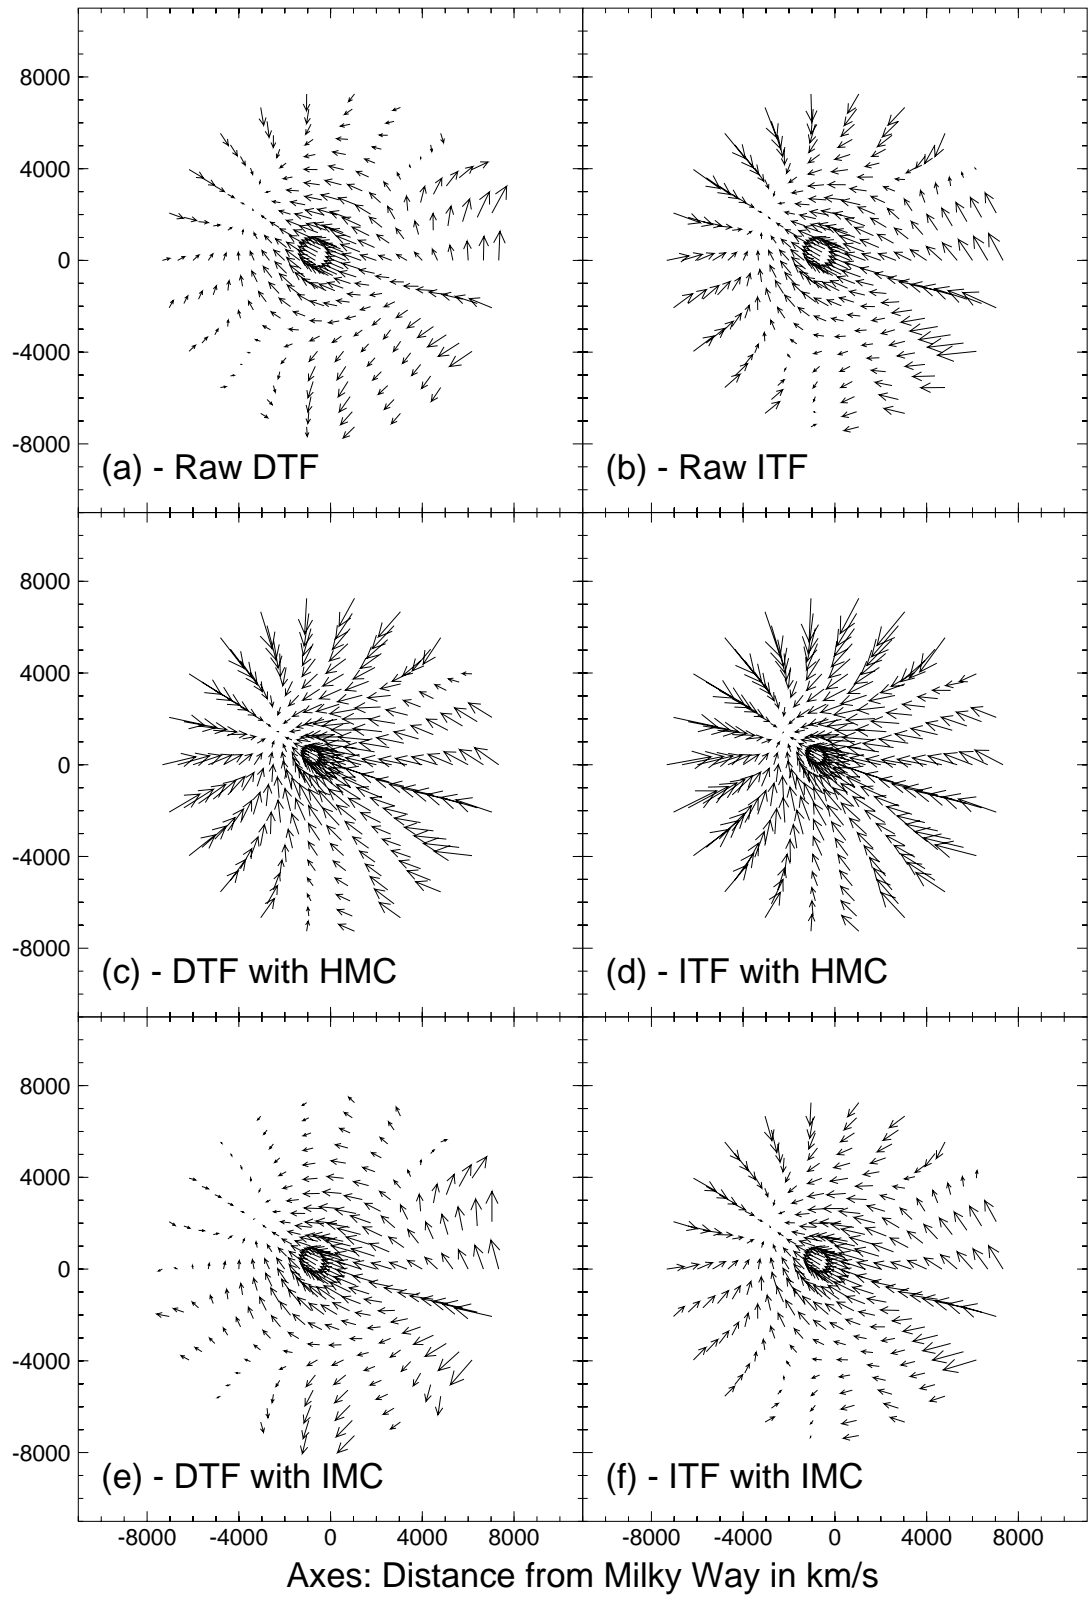 8000
4000
0
-4000
-8000
(a) - Raw DTF
(b) - Raw ITF
8000
4000
0
-4000
-8000
(c) - DTF with HMC
(d) - ITF with HMC
8000
4000
0
-4000
-8000
(e) - DTF with IMC
(f) - ITF with IMC
-8000 -4000 0 4000 8000 -8000 -4000 0 4000 8000
Axes: Distance from Milky Way in km/s